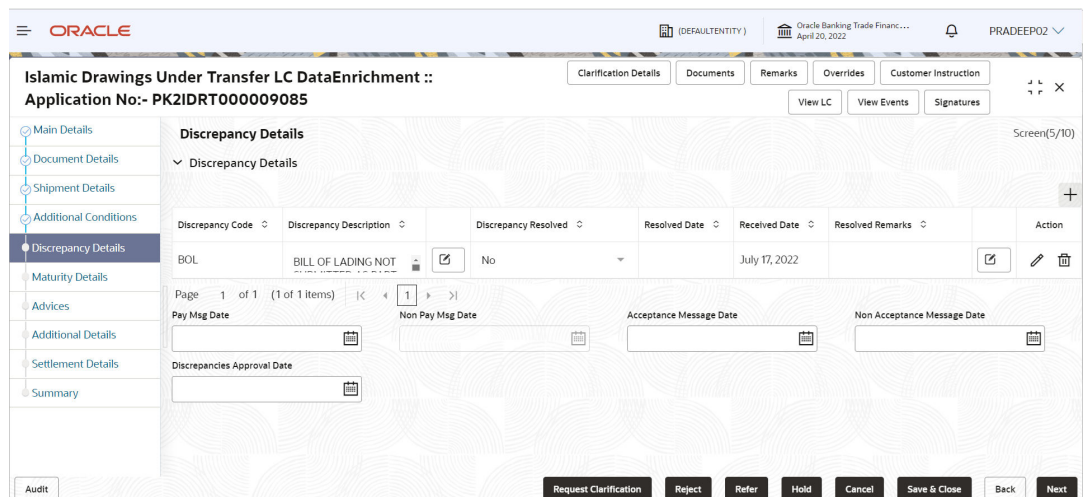 ORACLE
(DEFAULTENTITY)
Oracle Banking Trade Financ...
April 20, 2022
PRADEEP02
Islamic Drawings Under Transfer LC DataEnrichment ::
Application No:- PK2IDRT000009085
Clarification Details
Documents
Remarks
Overrides
Customer Instruction
View LC
View Events
Signatures
Main Details
Document Details
Shipment Details
Additional Conditions
Discrepancy Details
Maturity Details
Advices
Additional Details
Settlement Details
Summary
Discrepancy Details
Screen(5/10)
Discrepancy Details
Discrepancy Code Discrepancy Description Discrepancy Resolved Resolved Date Received Date Resolved Remarks Action
BOL BILL OF LADING NOT No July 17, 2022
SUBMITTED AS PART
Page 1 of 1 (1 of 1 items) 1
Pay Msg Date Non Pay Msg Date Acceptance Message Date Non Acceptance Message Date
Discrepancies Approval Date
Audit
Request Clarification
Reject
Refer
Hold
Cancel
Save & Close
Back
Next